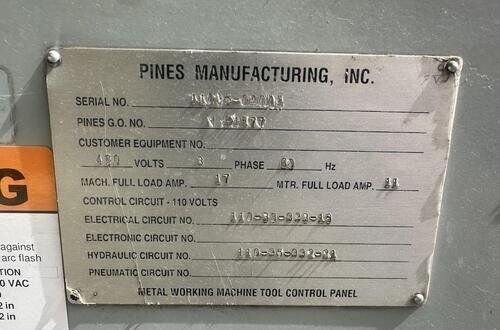 PINES MANUFACTURING, INC.
SERIAL NO.
PINES G.O. NO.
CUSTOMER EQUIPMENT NO.
VOLTS 3 PHASE Hz
MACH. FULL LOAD AMP. 17 MTR. FULL LOAD AMP.
CONTROL CIRCUIT - 110 VOLTS
ELECTRICAL CIRCUIT NO.
ELECTRONIC CIRCUIT NO.
HYDRAULIC CIRCUIT NO.
PNEUMATIC CIRCUIT NO.
METAL WORKING MACHINE TOOL CONTROL PANEL
G
against
arc flash
TION
0 VAC
2 in
2 in